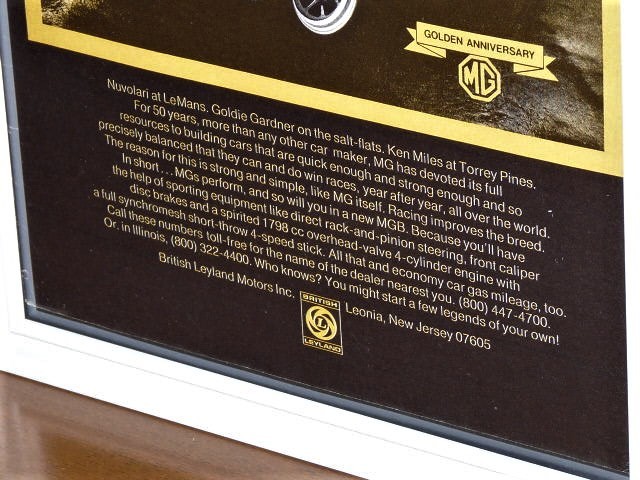 GOLDEN ANNIVERSARY
MG
Nuvolari at LeMans. Goldie Gardner on the salt-flats. Ken Miles at Torrey Pines.
For 50 years, more than any other car maker, MG has devoted its full
resources to building cars that are quick enough and strong enough and so
precisely balanced that they can and do win races, year after year, all over the world.
The reason for this is strong and simple, like MG itself. Racing improves the breed.
In short . . . MGs perform, and so will you in a new MGB. Because you'll have
the help of sporting equipment like direct rack-and-pinion steering, front caliper
disc brakes and a spirited 1798 cc overhead-valve 4-cylinder engine with
a full synchromesh short-throw 4-speed stick. All that and economy car gas mileage, too.
Call these numbers toll-free for the name of the dealer nearest you. (800) 447-4700.
Or, in Illinois, (800) 322-4400. Who knows? You might start a few legends of your own!
British Leyland Motors Inc. Leonia, New Jersey 07605
BRITISH
L
LEYLAND